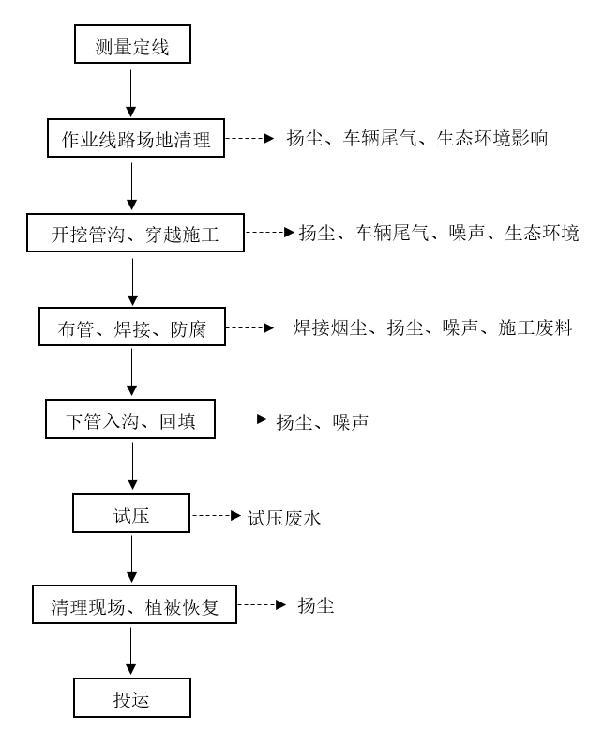 测量定线
作业线路场地清理 扬尘、车辆尾气、生态环境影响
开挖管沟、穿越施工 扬尘、车辆尾气、噪声、生态环境
布管、焊接、防腐 焊接烟尘、扬尘、噪声、施工废料
下管入沟、回填 扬尘、噪声
试压 试压废水
清理现场、植被恢复 扬尘
投运